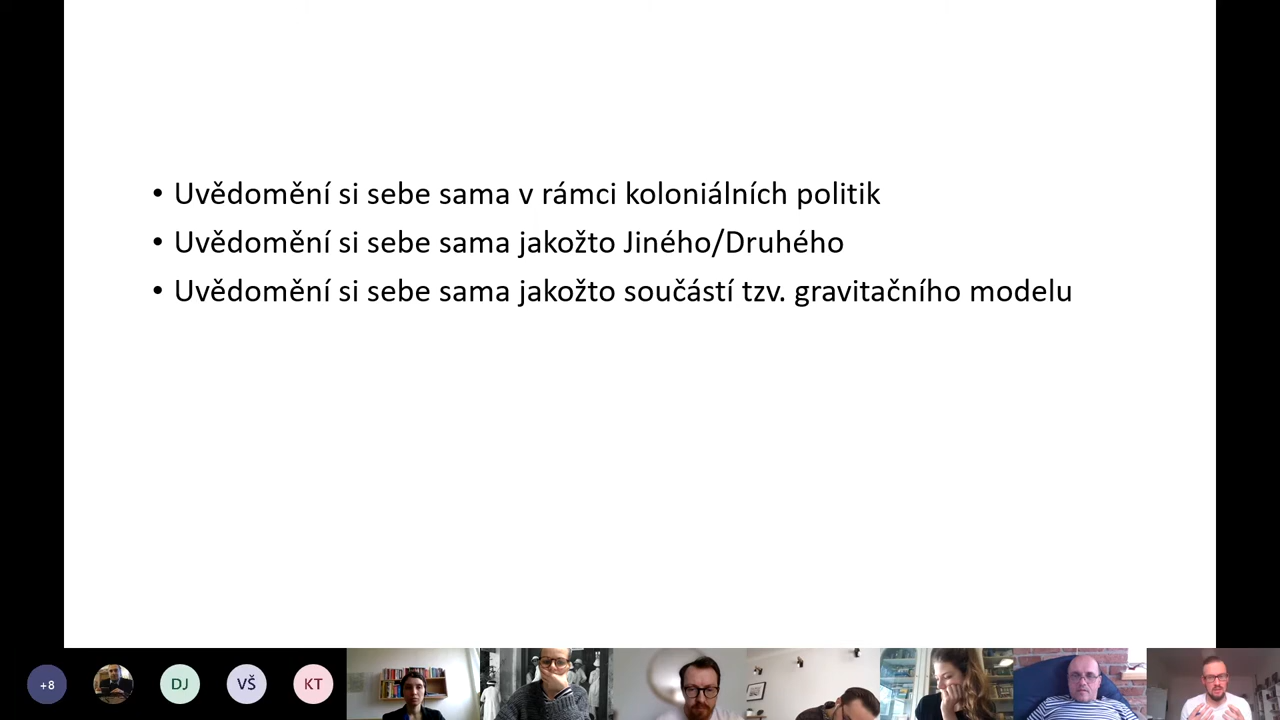 • Uvědomění si sebe sama v rámci koloniálních politik
• Uvědomění si sebe sama jakožto Jiného/Druhého
• Uvědomění si sebe sama jakožto součástí tzv. gravitačního modelu
+8
DJ
VŠ
KT